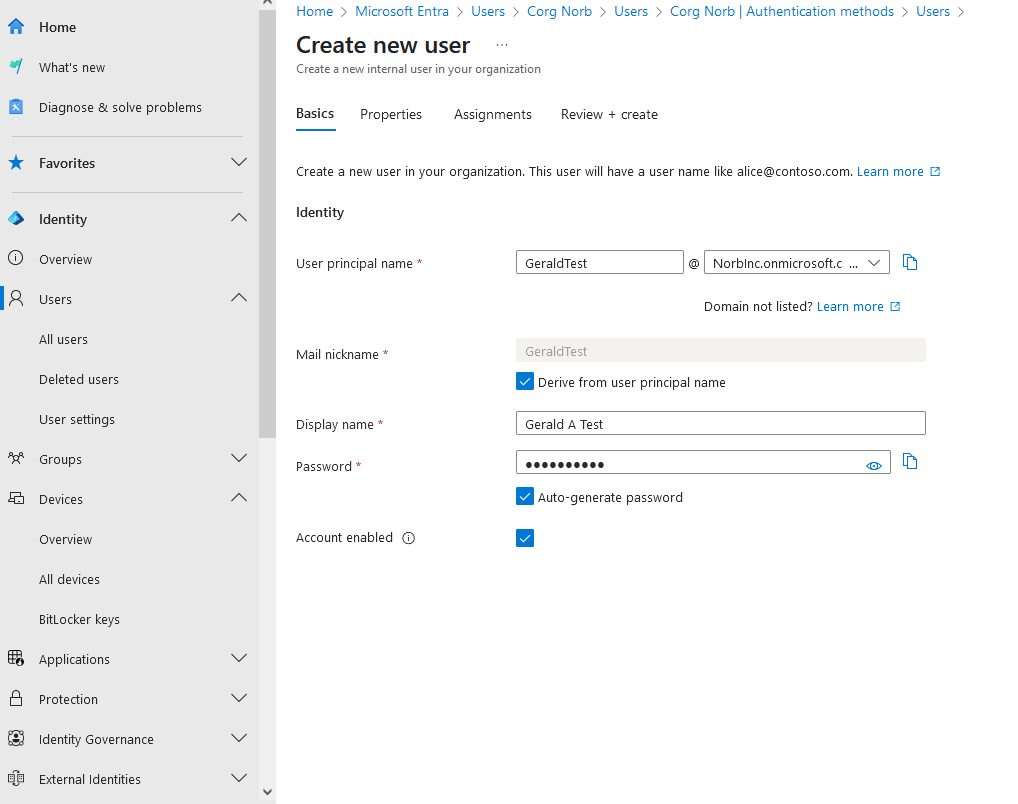 Home
What's new
Diagnose & solve problems
Favorites
Identity
Overview
Users
All users
Deleted users
User settings
Groups
Devices
Overview
All devices
BitLocker keys
Applications
Protection
Identity Governance
External Identities
Home > Microsoft Entra > Users > Corg Norb > Users > Corg Norb | Authentication methods > Users >
Create new user ...
Create a new internal user in your organization
Basics Properties Assignments Review + create
Create a new user in your organization. This user will have a user name like alice@contoso.com. Learn more
Identity
User principal name * GeraldTest @ NorbInc.onmicrosoft.c ...
Domain not listed? Learn more
Mail nickname * GeraldTest
Derive from user principal name
Display name * Gerald A Test
Password * ●●●●●●●●●●
Auto-generate password
Account enabled